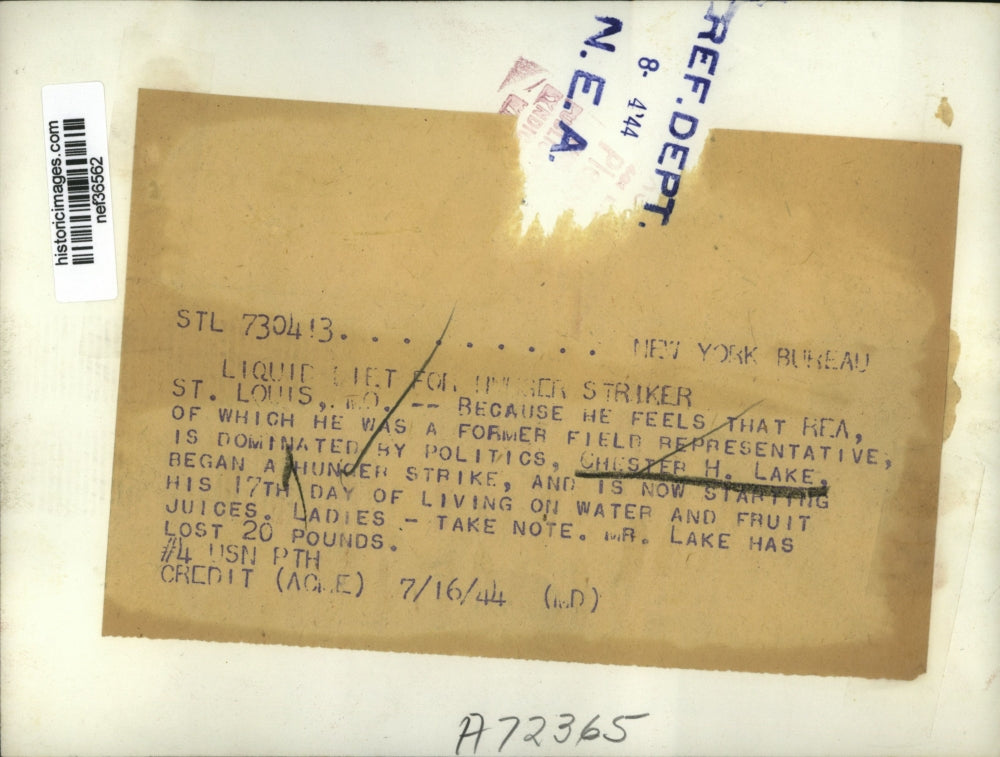 REF.DEPT.
8- 4'44
N.E.A.
historicimages.com
nef36562
STL 730413. . . . . . . . . . . NEW YORK BUREAU
LIQUID DIET FOR HUNGER STRIKER
ST. LOUIS, MO. -- BECAUSE HE FEELS THAT REA,
OF WHICH HE WAS A FORMER FIELD REPRESENTATIVE,
IS DOMINATED BY POLITICS, CHESTER H. LAKE,
BEGAN A HUNGER STRIKE, AND IS NOW STARTING
HIS 17TH DAY OF LIVING ON WATER AND FRUIT
JUICES. LADIES - TAKE NOTE. MR. LAKE HAS
LOST 20 POUNDS.
#4 USN PTH
CREDIT (ACME) 7/16/44 (MD)
A72365